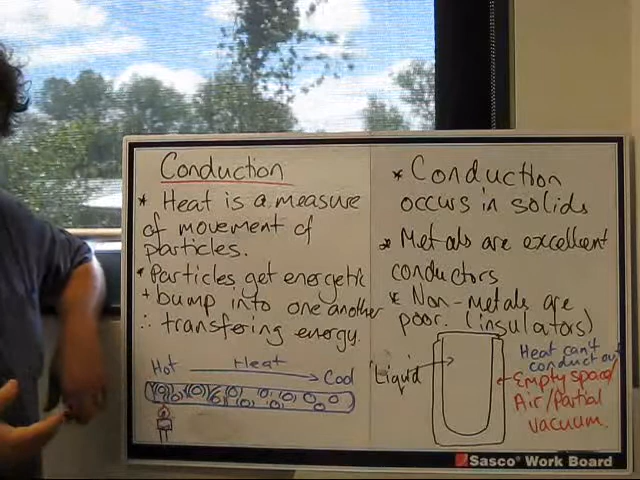 Conduction
* Heat is a measure
of movement of
particles.
* Particles get energetic
+ bump into one another
∴ transfering energy.
Hot Heat Cool
* Conduction
occurs in solids
* Metals are excellent
conductors
* Non-metals are
poor. (insulators)
Liquid
Heat can't
conduct out
Empty space/
Air/Partial
vacuum.
Sasco® Work Board